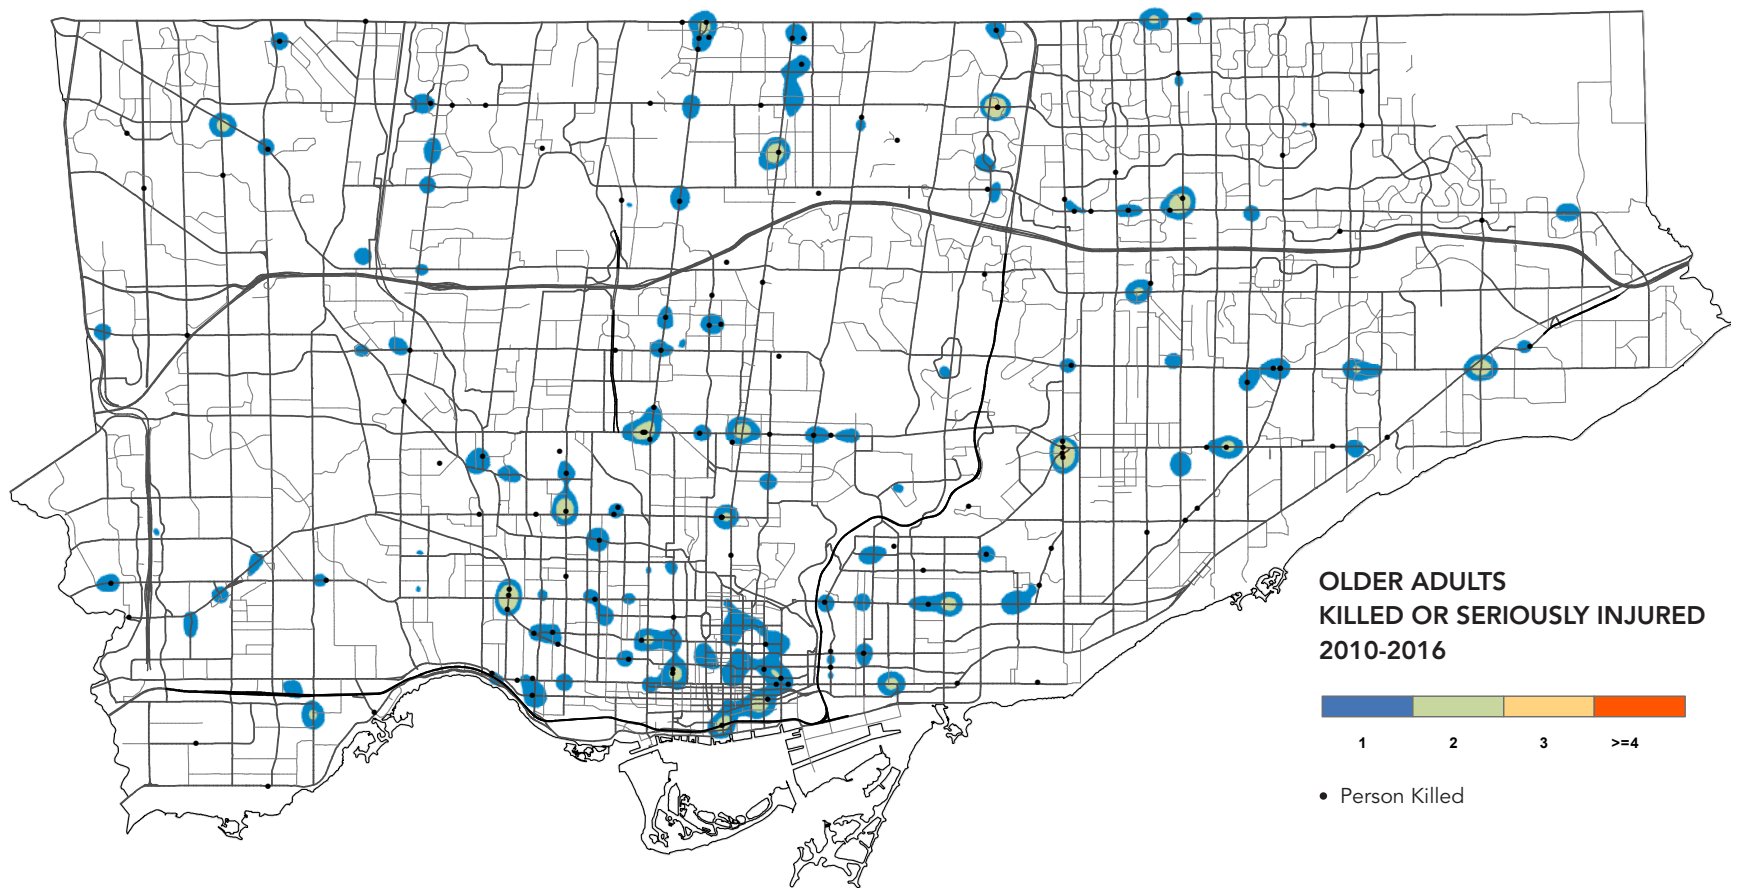 OLDER ADULTS
KILLED OR SERIOUSLY INJURED
2010-2016
1 2 3 >=4
Person Killed